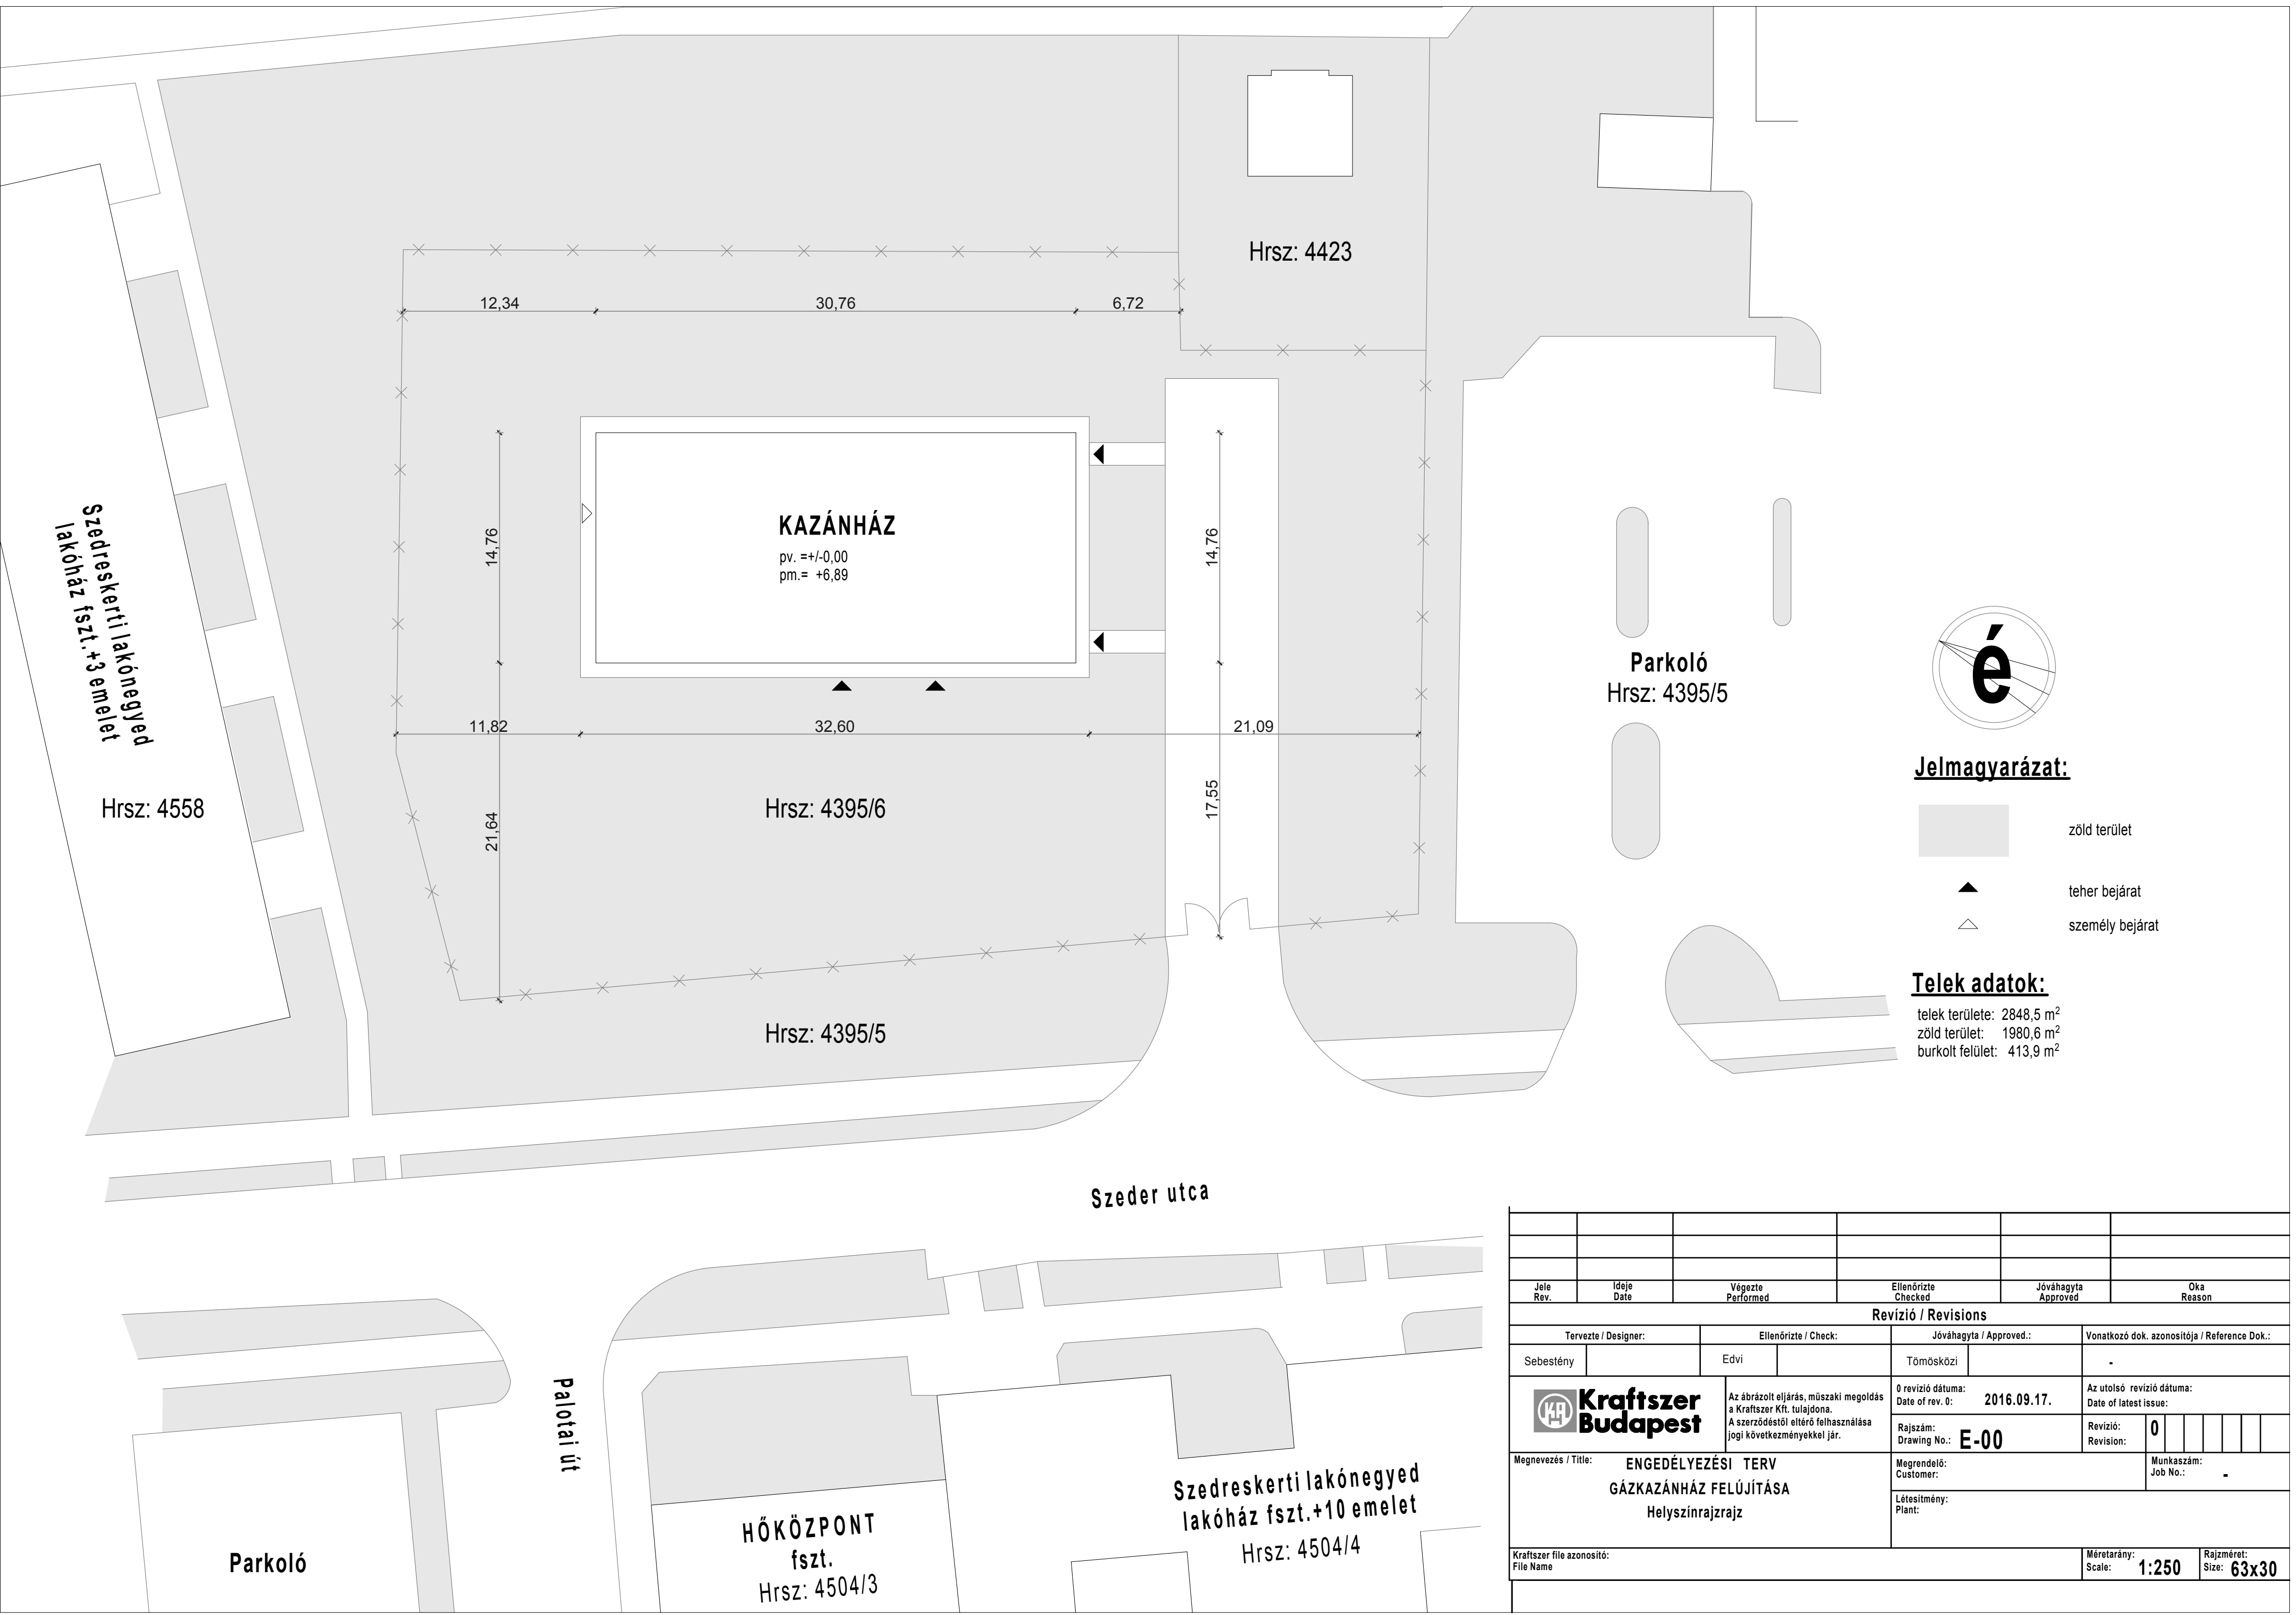 Hrsz: 4423
12,34
30,76
6,72
Szedreskerti lakónegyed
lakóház fszt.+3 emelet
Hrsz: 4558
14,76
KAZÁNHÁZ
pv. =+/-0,00
pm.= +6,89
14,76
Parkoló
Hrsz: 4395/5
é
11,82
32,60
21,09
21,64
Hrsz: 4395/6
17,55
Hrsz: 4395/5
Jelmagyarázat:
zöld terület
teher bejárat
személy bejárat
Telek adatok:
telek területe: 2848,5 m²
zöld terület: 1980,6 m²
burkolt felület: 413,9 m²
Szeder utca
Palotai út
Parkoló
HŐKÖZPONT
fszt.
Hrsz: 4504/3
Szedreskerti lakónegyed
lakóház fszt.+10 emelet
Hrsz: 4504/4
Jele Ideje Végezte Ellenőrizte Jóváhagyta Oka
Rev. Date Performed Checked Approved Reason
Revízió / Revisions
Tervezte / Designer: Ellenőrizte / Check: Jóváhagyta / Approved.: Vonatkozó dok. azonosítója / Reference Dok.:
Sebestény Edvi Tömösközi -
Kraftszer
Budapest
Az ábrázolt eljárás, műszaki megoldás
a Kraftszer Kft. tulajdona.
A szerződéstől eltérő felhasználása
jogi következményekkel jár.
0 revízió dátuma:
Date of rev. 0: 2016.09.17.
Az utolsó revízió dátuma:
Date of latest issue:
Rajszám:
Drawing No.: E-00
Revízió:
Revision: 0
Megnevezés / Title: ENGEDÉLYEZÉSI TERV
GÁZKAZÁNHÁZ FELÚJÍTÁSA
Helyszínrajzrajz
Megrendelő:
Customer:
Munkaszám:
Job No.: -
Létesítmény:
Plant:
Kraftszer file azonosító:
File Name
Méretarány:
Scale: 1:250
Rajzméret:
Size: 63x30